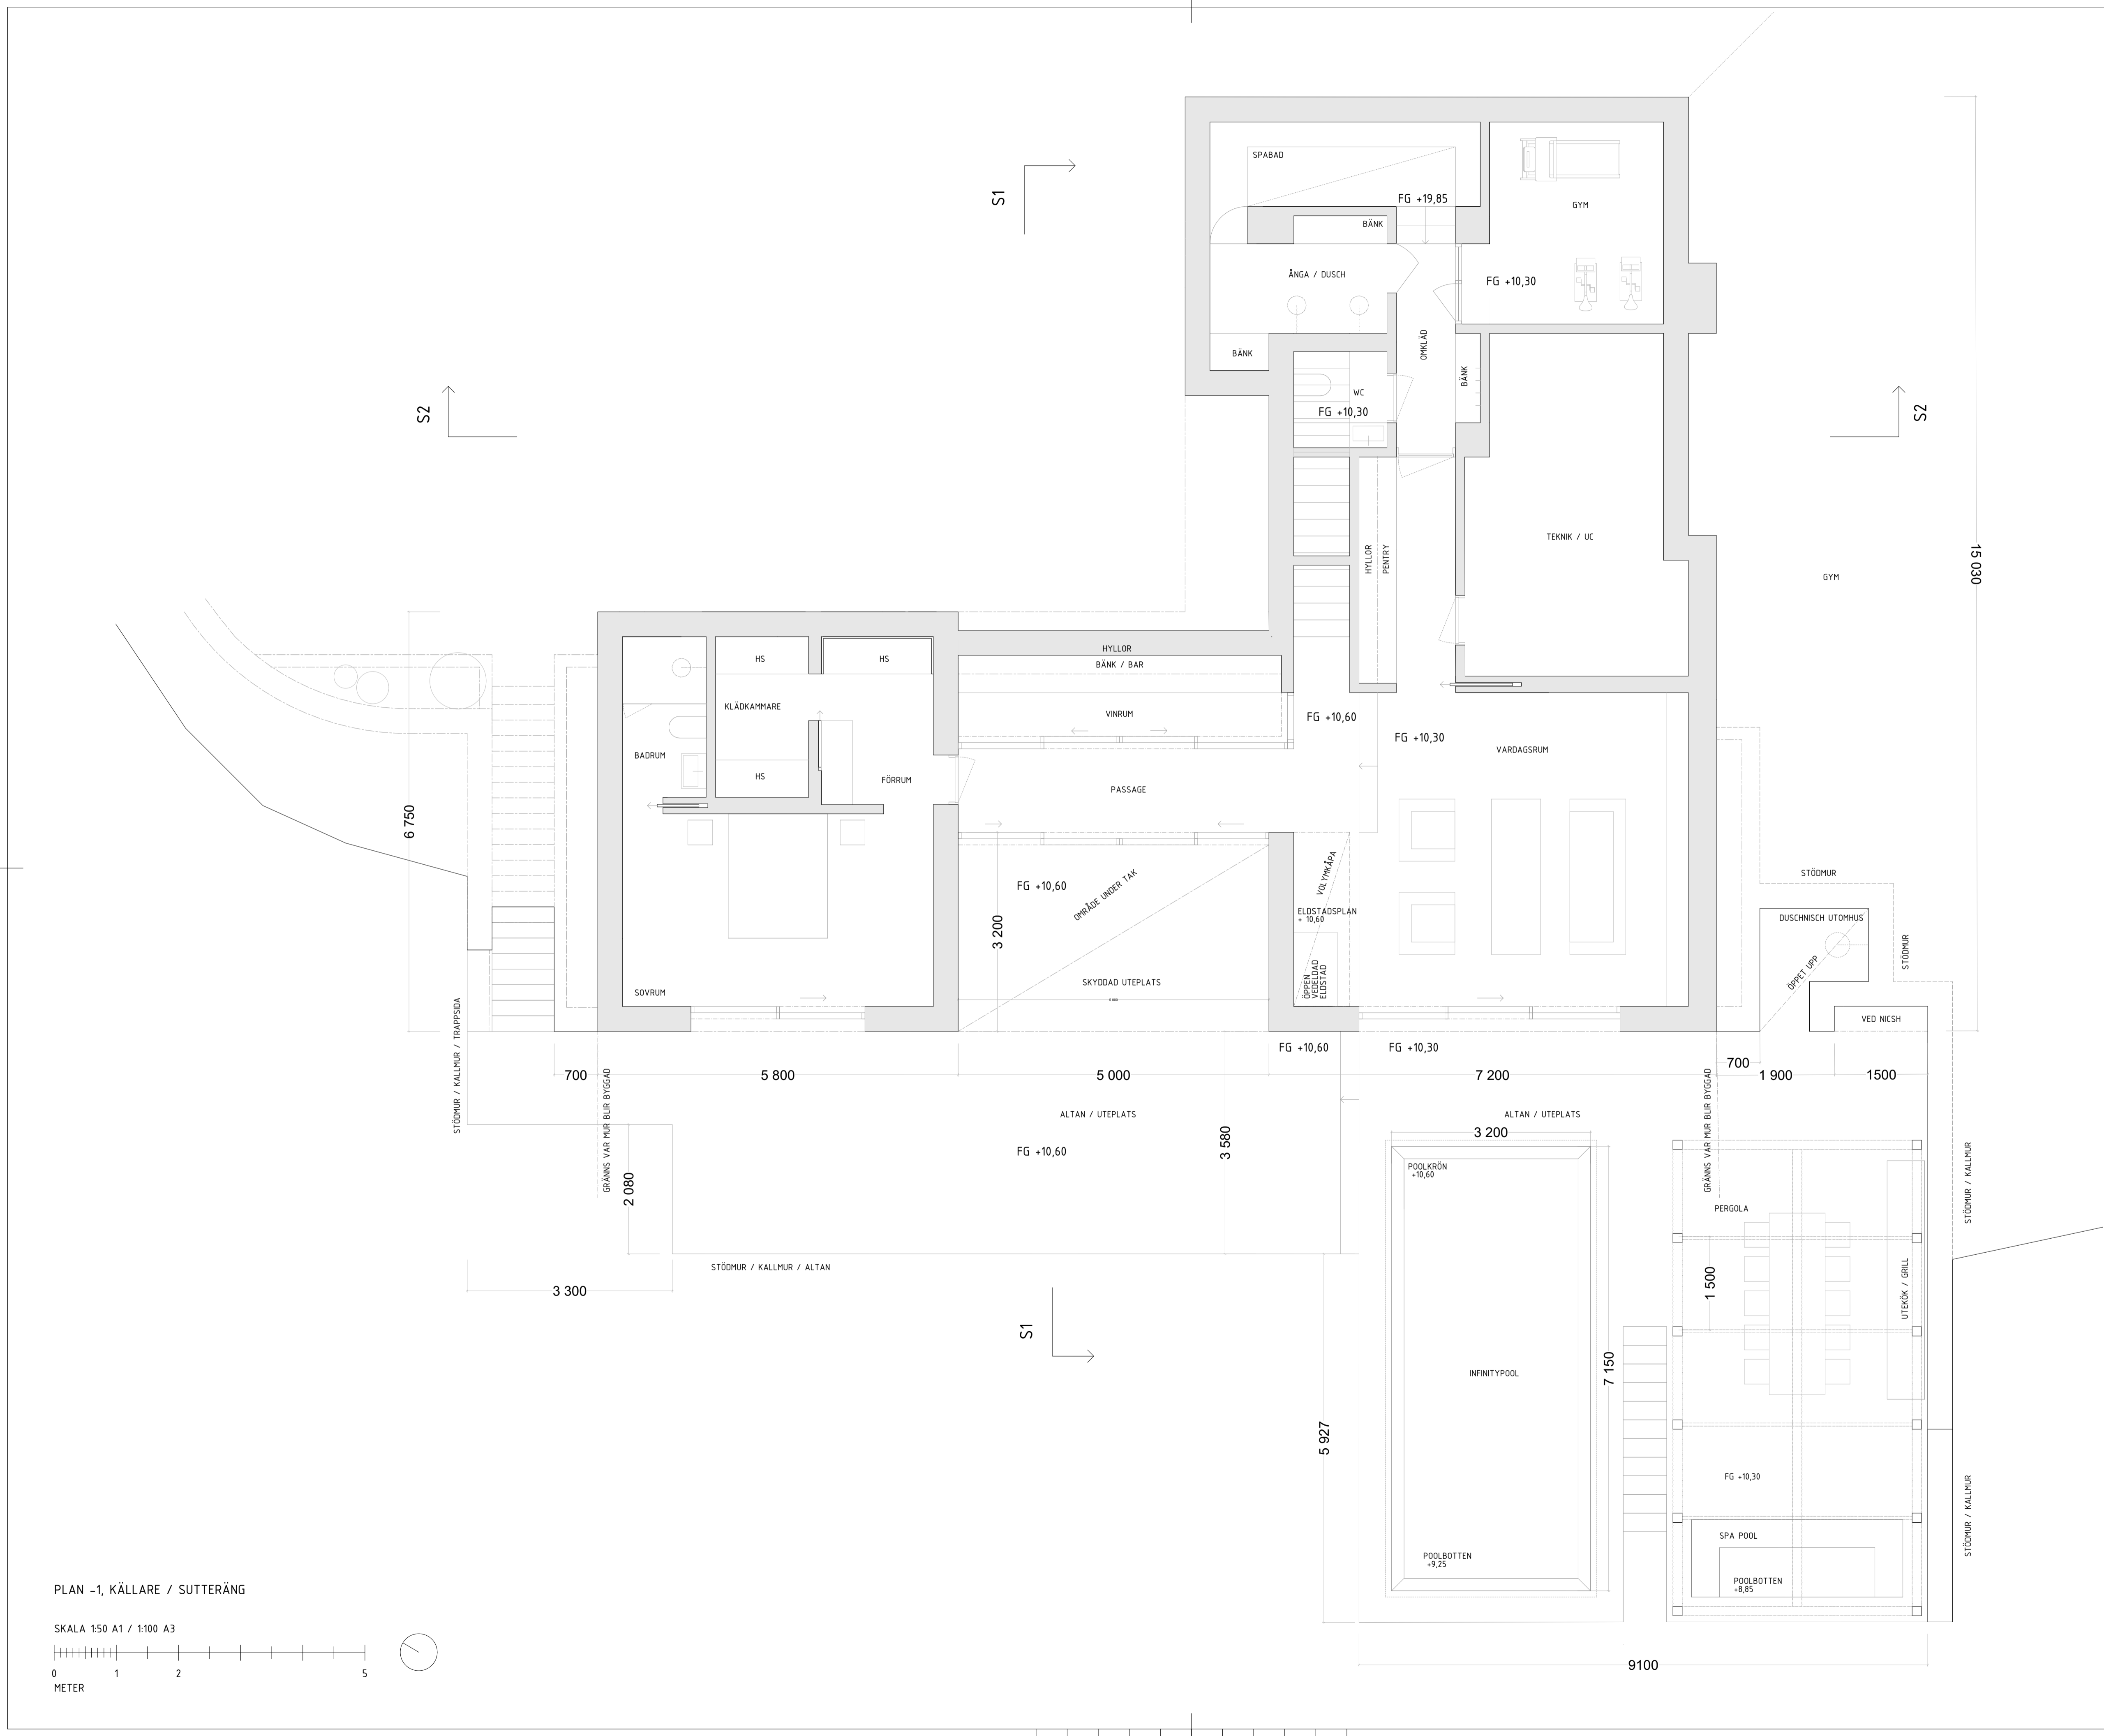 S1
SPABAD
FG +19,85
BÄNK
GYM
ÅNGA / DUSCH
FG +10,30
OMKLÄD
BÄNK
BÄNK
WC
FG +10,30
S2
S2
HYLLOR
PENTRY
TEKNIK / UC
GYM
15 030
HS
HS
HYLLOR
BÄNK / BAR
KLÄDKAMMARE
VINRUM
FG +10,60
FG +10,30
VARDAGSRUM
BADRUM
HS
FÖRRUM
PASSAGE
6 750
FG +10,60
OMRÅDE UNDER TAK
3 200
VOLYMKÅPA
ELDSTADSPLAN
+ 10,60
ÖPPEN
VEDELDAD
ELDSTAD
STÖDMUR
DUSCHNISCH UTOMHUS
STÖDMUR
ÖPPET UPP
SKYDDAD UTEPLATS
SOVRUM
VED NICSH
STÖDMUR / KALLMUR / TRAPPSIDA
FG +10,60
FG +10,30
700
5 800
5 000
7 200
700
1 900
1500
GRÄNNS VAR MUR BLIR BYGGAD
ALTAN / UTEPLATS
ALTAN / UTEPLATS
GRÄNNS VAR MUR BLIR BYGGAD
3 580
FG +10,60
2 080
3 200
POOLKRÖN
+10,60
STÖDMUR / KALLMUR
PERGOLA
STÖDMUR / KALLMUR / ALTAN
3 300
1 500
UTEKÖK / GRILL
S1
INFINITYPOOL
7 150
5 927
FG +10,30
STÖDMUR / KALLMUR
SPA POOL
POOLBOTTEN
+9,25
POOLBOTTEN
+8,85
9100
PLAN -1, KÄLLARE / SUTTERÄNG
SKALA 1:50 A1 / 1:100 A3
0 1 2 5
METER